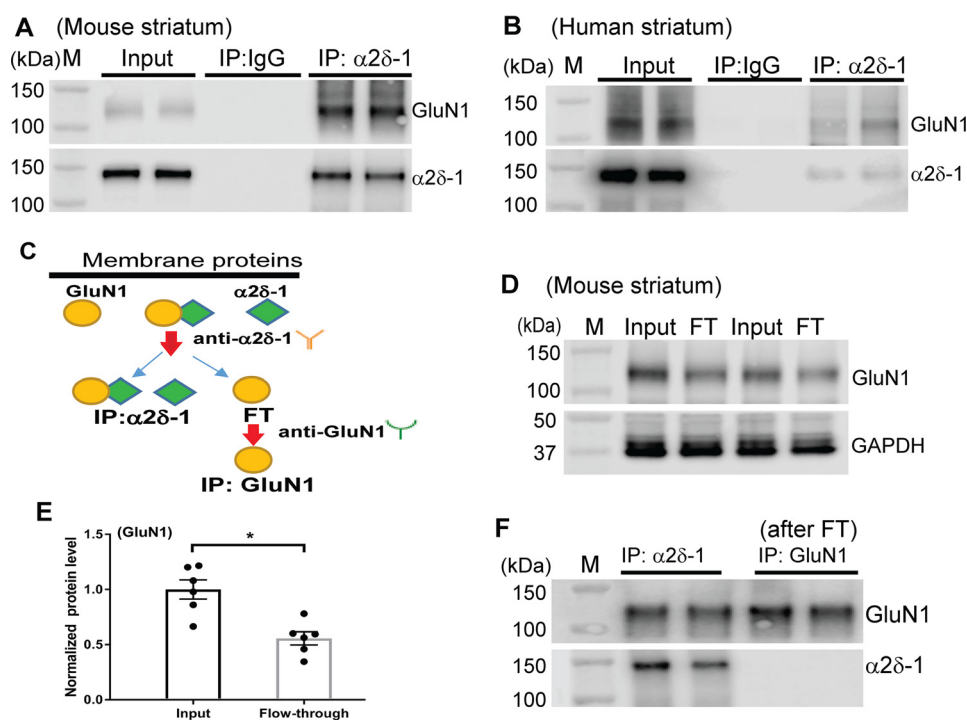 A (Mouse striatum)
(kDa) M Input IP:IgG IP: α2δ-1
150
100
GluN1
150
100
α2δ-1
B (Human striatum)
(kDa) M Input IP:IgG IP: α2δ-1
150
100
GluN1
150
100
α2δ-1
C
Membrane proteins
GluN1 α2δ-1
anti-α2δ-1
IP:α2δ-1 FT
anti-GluN1
IP: GluN1
D (Mouse striatum)
(kDa) M Input FT Input FT
150
100
GluN1
50
37
GAPDH
E
(GluN1)
Normalized protein level
1.5
1.0
0.5
0.0
*
Input Flow-through
F (after FT)
(kDa) M IP: α2δ-1 IP: GluN1
150
100
GluN1
150
100
α2δ-1